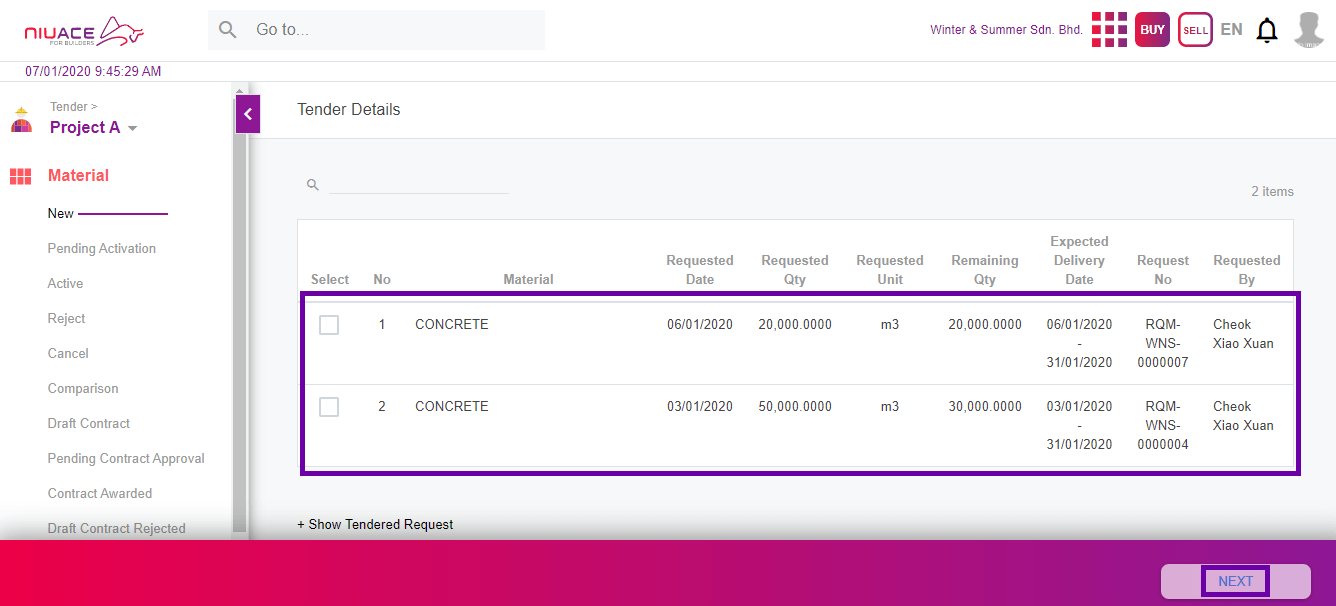 NIUACE
FOR BUILDERS
Go to...
Winter & Summer Sdn. Bhd.
BUY
SELL
EN
07/01/2020 9:45:29 AM
Tender >
Project A
Material
New
Pending Activation
Active
Reject
Cancel
Comparison
Draft Contract
Pending Contract Approval
Contract Awarded
Draft Contract Rejected
Tender Details
2 items
Select No Material Requested Date Requested Qty Requested Unit Remaining Qty Expected Delivery Date Request No Requested By
1 CONCRETE 06/01/2020 20,000.0000 m3 20,000.0000 06/01/2020 - 31/01/2020 RQM-WNS-0000007 Cheok Xiao Xuan
2 CONCRETE 03/01/2020 50,000.0000 m3 30,000.0000 03/01/2020 - 31/01/2020 RQM-WNS-0000004 Cheok Xiao Xuan
+ Show Tendered Request
NEXT